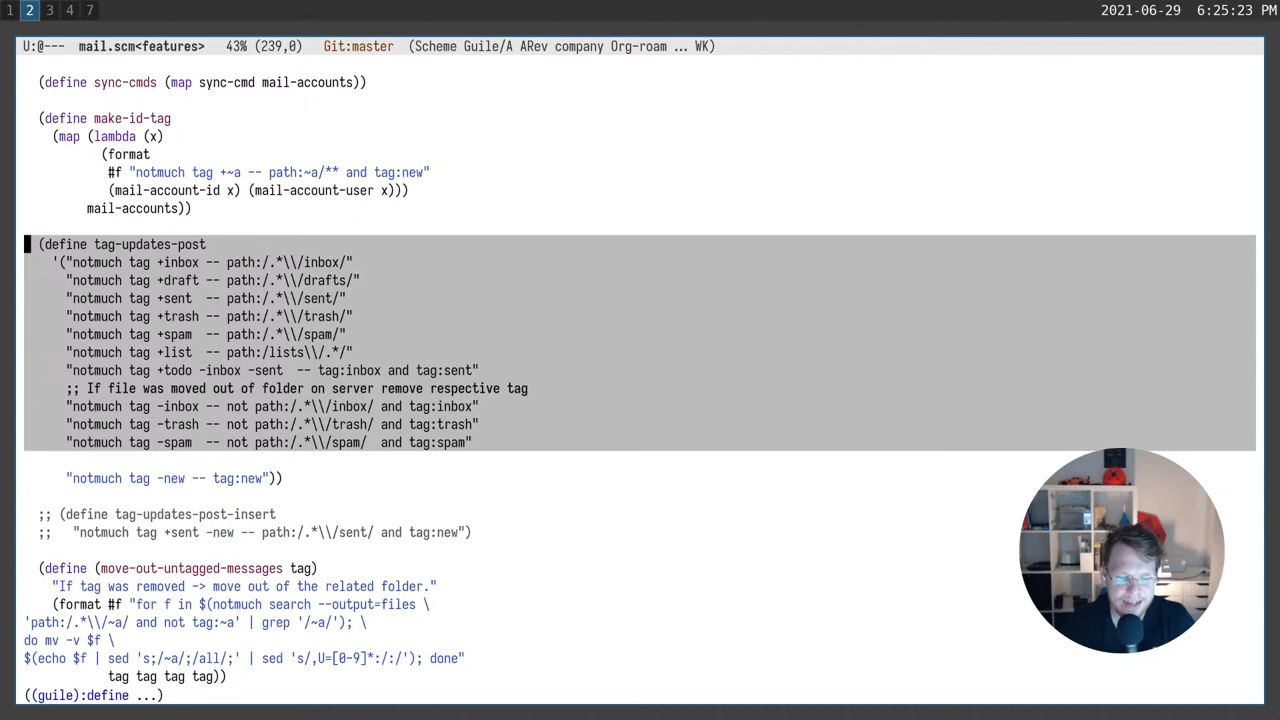 1 2 3 4 7 2021-06-29 6:25:23 PM
U:@--- mail.scm<features> 43% (239,0) Git:master (Scheme Guile/A ARev company Org-roam ... WK)
(define sync-cmds (map sync-cmd mail-accounts))
(define make-id-tag
(map (lambda (x)
(format
#f "notmuch tag +~a -- path:~a/** and tag:new"
(mail-account-id x) (mail-account-user x)))
mail-accounts))
(define tag-updates-post
'("notmuch tag +inbox -- path:/.*\\/inbox/"
"notmuch tag +draft -- path:/.*\\/drafts/"
"notmuch tag +sent  -- path:/.*\\/sent/"
"notmuch tag +trash -- path:/.*\\/trash/"
"notmuch tag +spam  -- path:/.*\\/spam/"
"notmuch tag +list  -- path:/lists\\/.*/"
"notmuch tag +todo -inbox -sent  -- tag:inbox and tag:sent"
;; If file was moved out of folder on server remove respective tag
"notmuch tag -inbox -- not path:/.*\\/inbox/ and tag:inbox"
"notmuch tag -trash -- not path:/.*\\/trash/ and tag:trash"
"notmuch tag -spam  -- not path:/.*\\/spam/  and tag:spam"
"notmuch tag -new -- tag:new"))
;; (define tag-updates-post-insert
;;   "notmuch tag +sent -new -- path:/.*\\/sent/ and tag:new")
(define (move-out-untagged-messages tag)
"If tag was removed -> move out of the related folder."
(format #f "for f in $(notmuch search --output=files \
'path:/.*\\/~a/ and not tag:~a' | grep '/~a/'); \
do mv -v $f \
$(echo $f | sed 's;/~a/;/all/;' | sed 's/,U=[0-9]*:/:/'); done"
tag tag tag tag))
((guile):define ...)